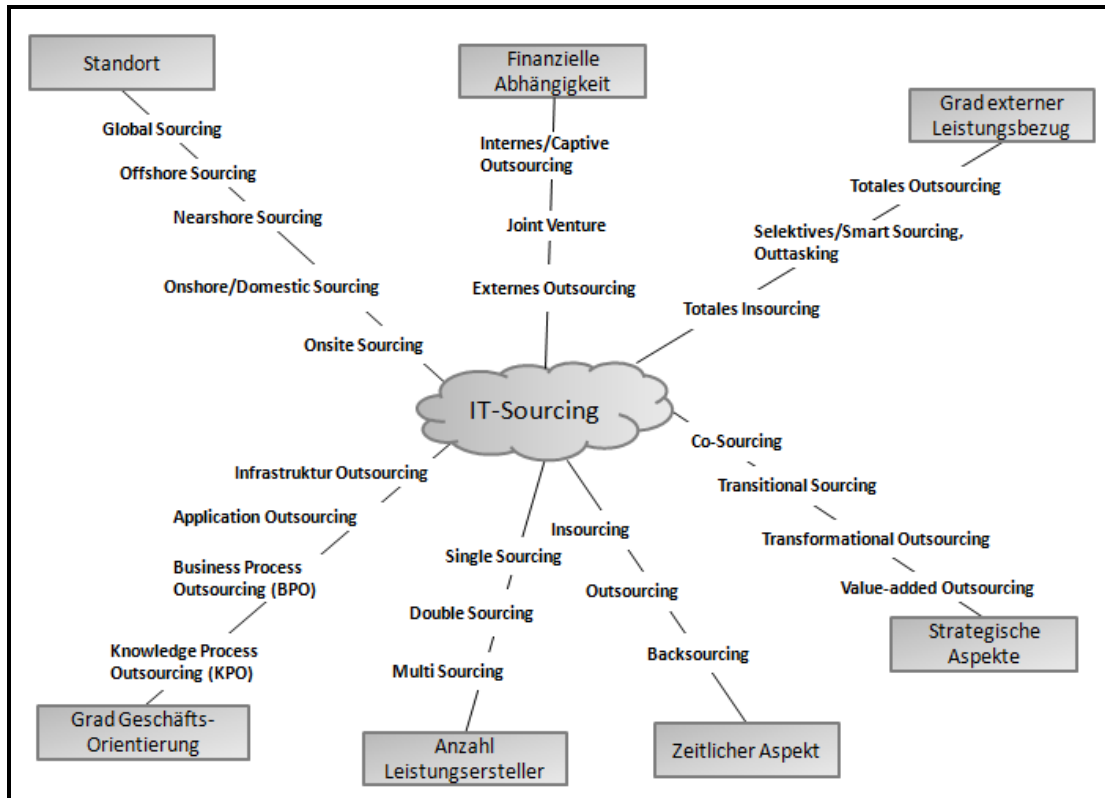 Standort
Global Sourcing
Offshore Sourcing
Nearshore Sourcing
Onshore/Domestic Sourcing
Onsite Sourcing
Finanzielle
Abhängigkeit
Internes/Captive
Outsourcing
Joint Venture
Externes Outsourcing
Grad externer
Leistungsbezug
Totales Outsourcing
Selektives/Smart Sourcing,
Outtasking
Totales Insourcing
IT-Sourcing
Infrastruktur Outsourcing
Application Outsourcing
Business Process
Outsourcing (BPO)
Knowledge Process
Outsourcing (KPO)
Grad Geschäfts-
Orientierung
Single Sourcing
Double Sourcing
Multi Sourcing
Anzahl
Leistungsersteller
Insourcing
Outsourcing
Backsourcing
Zeitlicher Aspekt
Co-Sourcing
Transitional Sourcing
Transformational Outsourcing
Value-added Outsourcing
Strategische
Aspekte